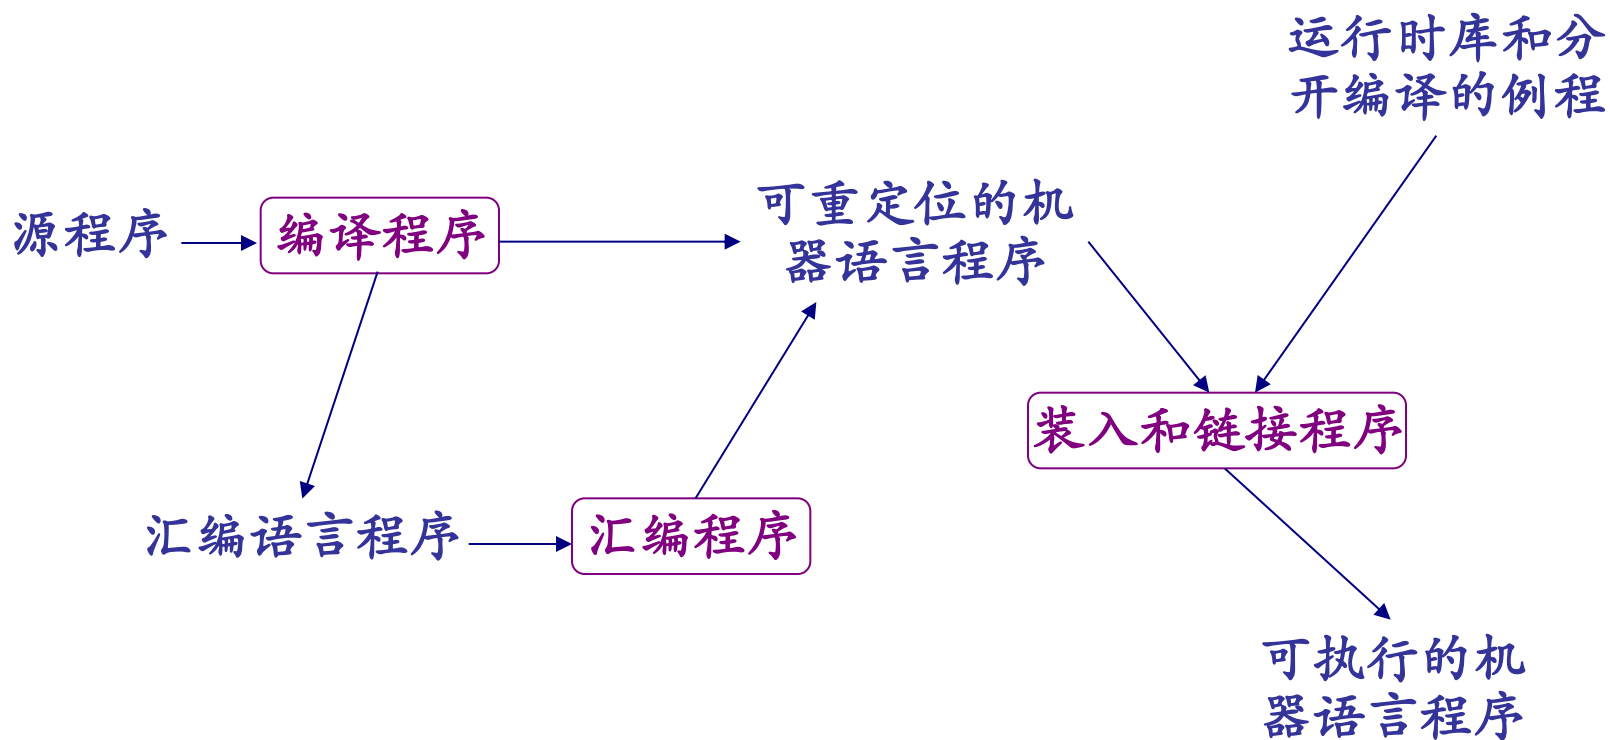 运行时库和分
开编译的例程
源程序
编译程序
可重定位的机
器语言程序
装入和链接程序
汇编语言程序
汇编程序
可执行的机
器语言程序